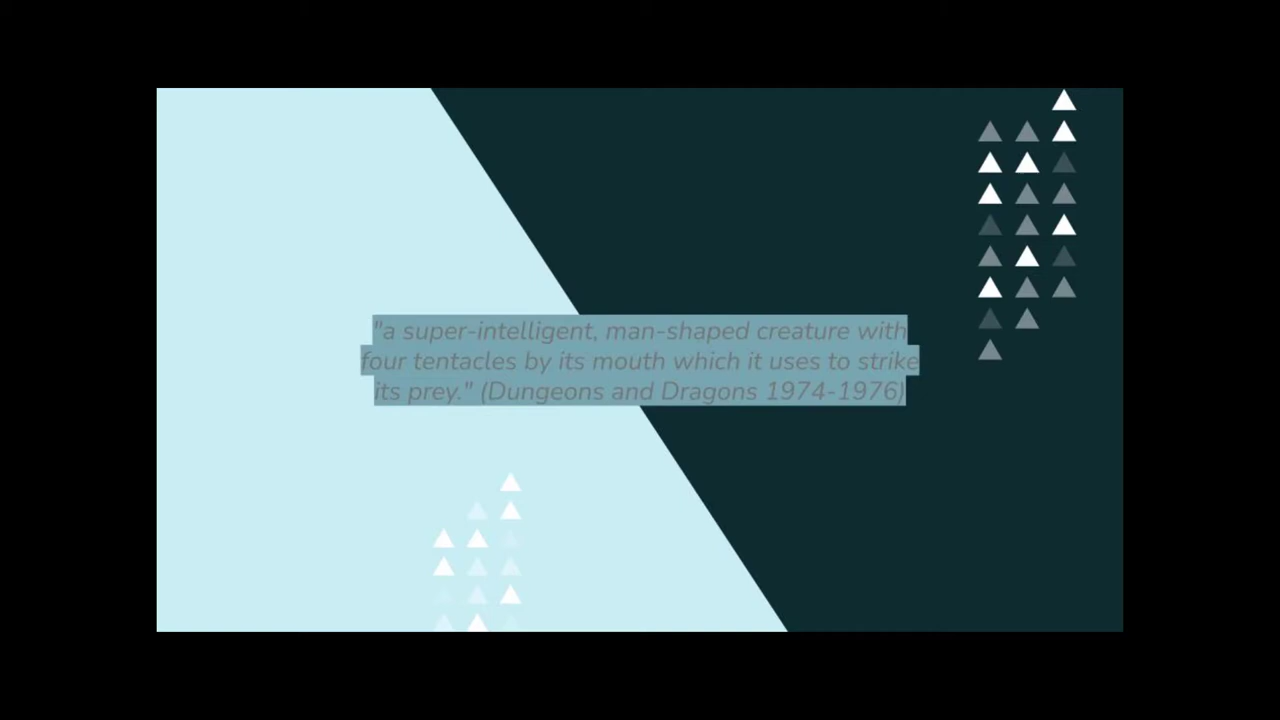 "a super-intelligent, man-shaped creature with
four tentacles by its mouth which it uses to strike
its prey." (Dungeons and Dragons 1974-1976)